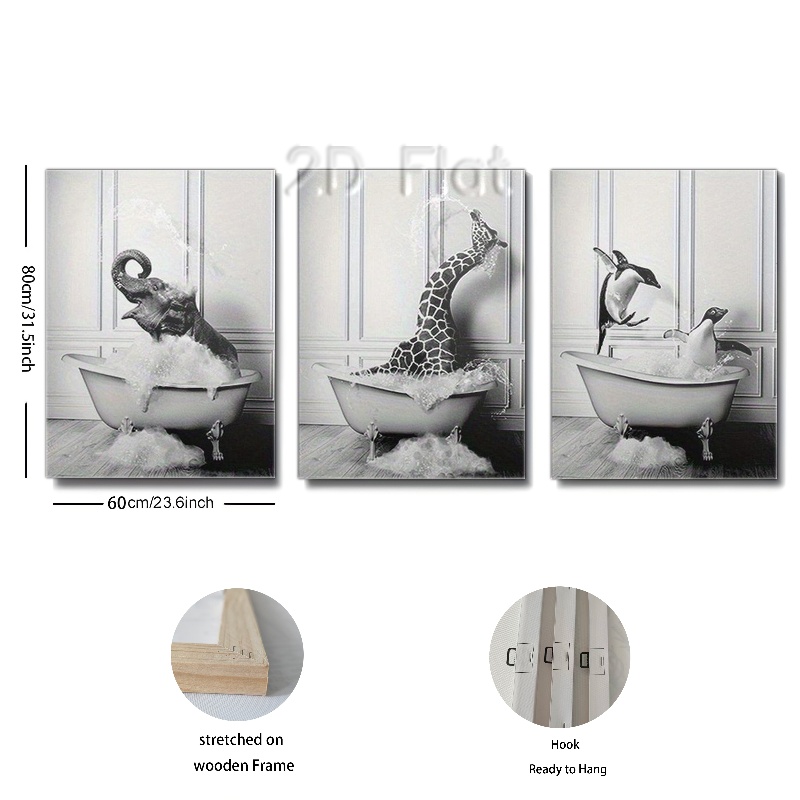 2D Flat
80cm/31.5inch
60cm/23.6inch
stretched on
wooden Frame
Hook
Ready to Hang